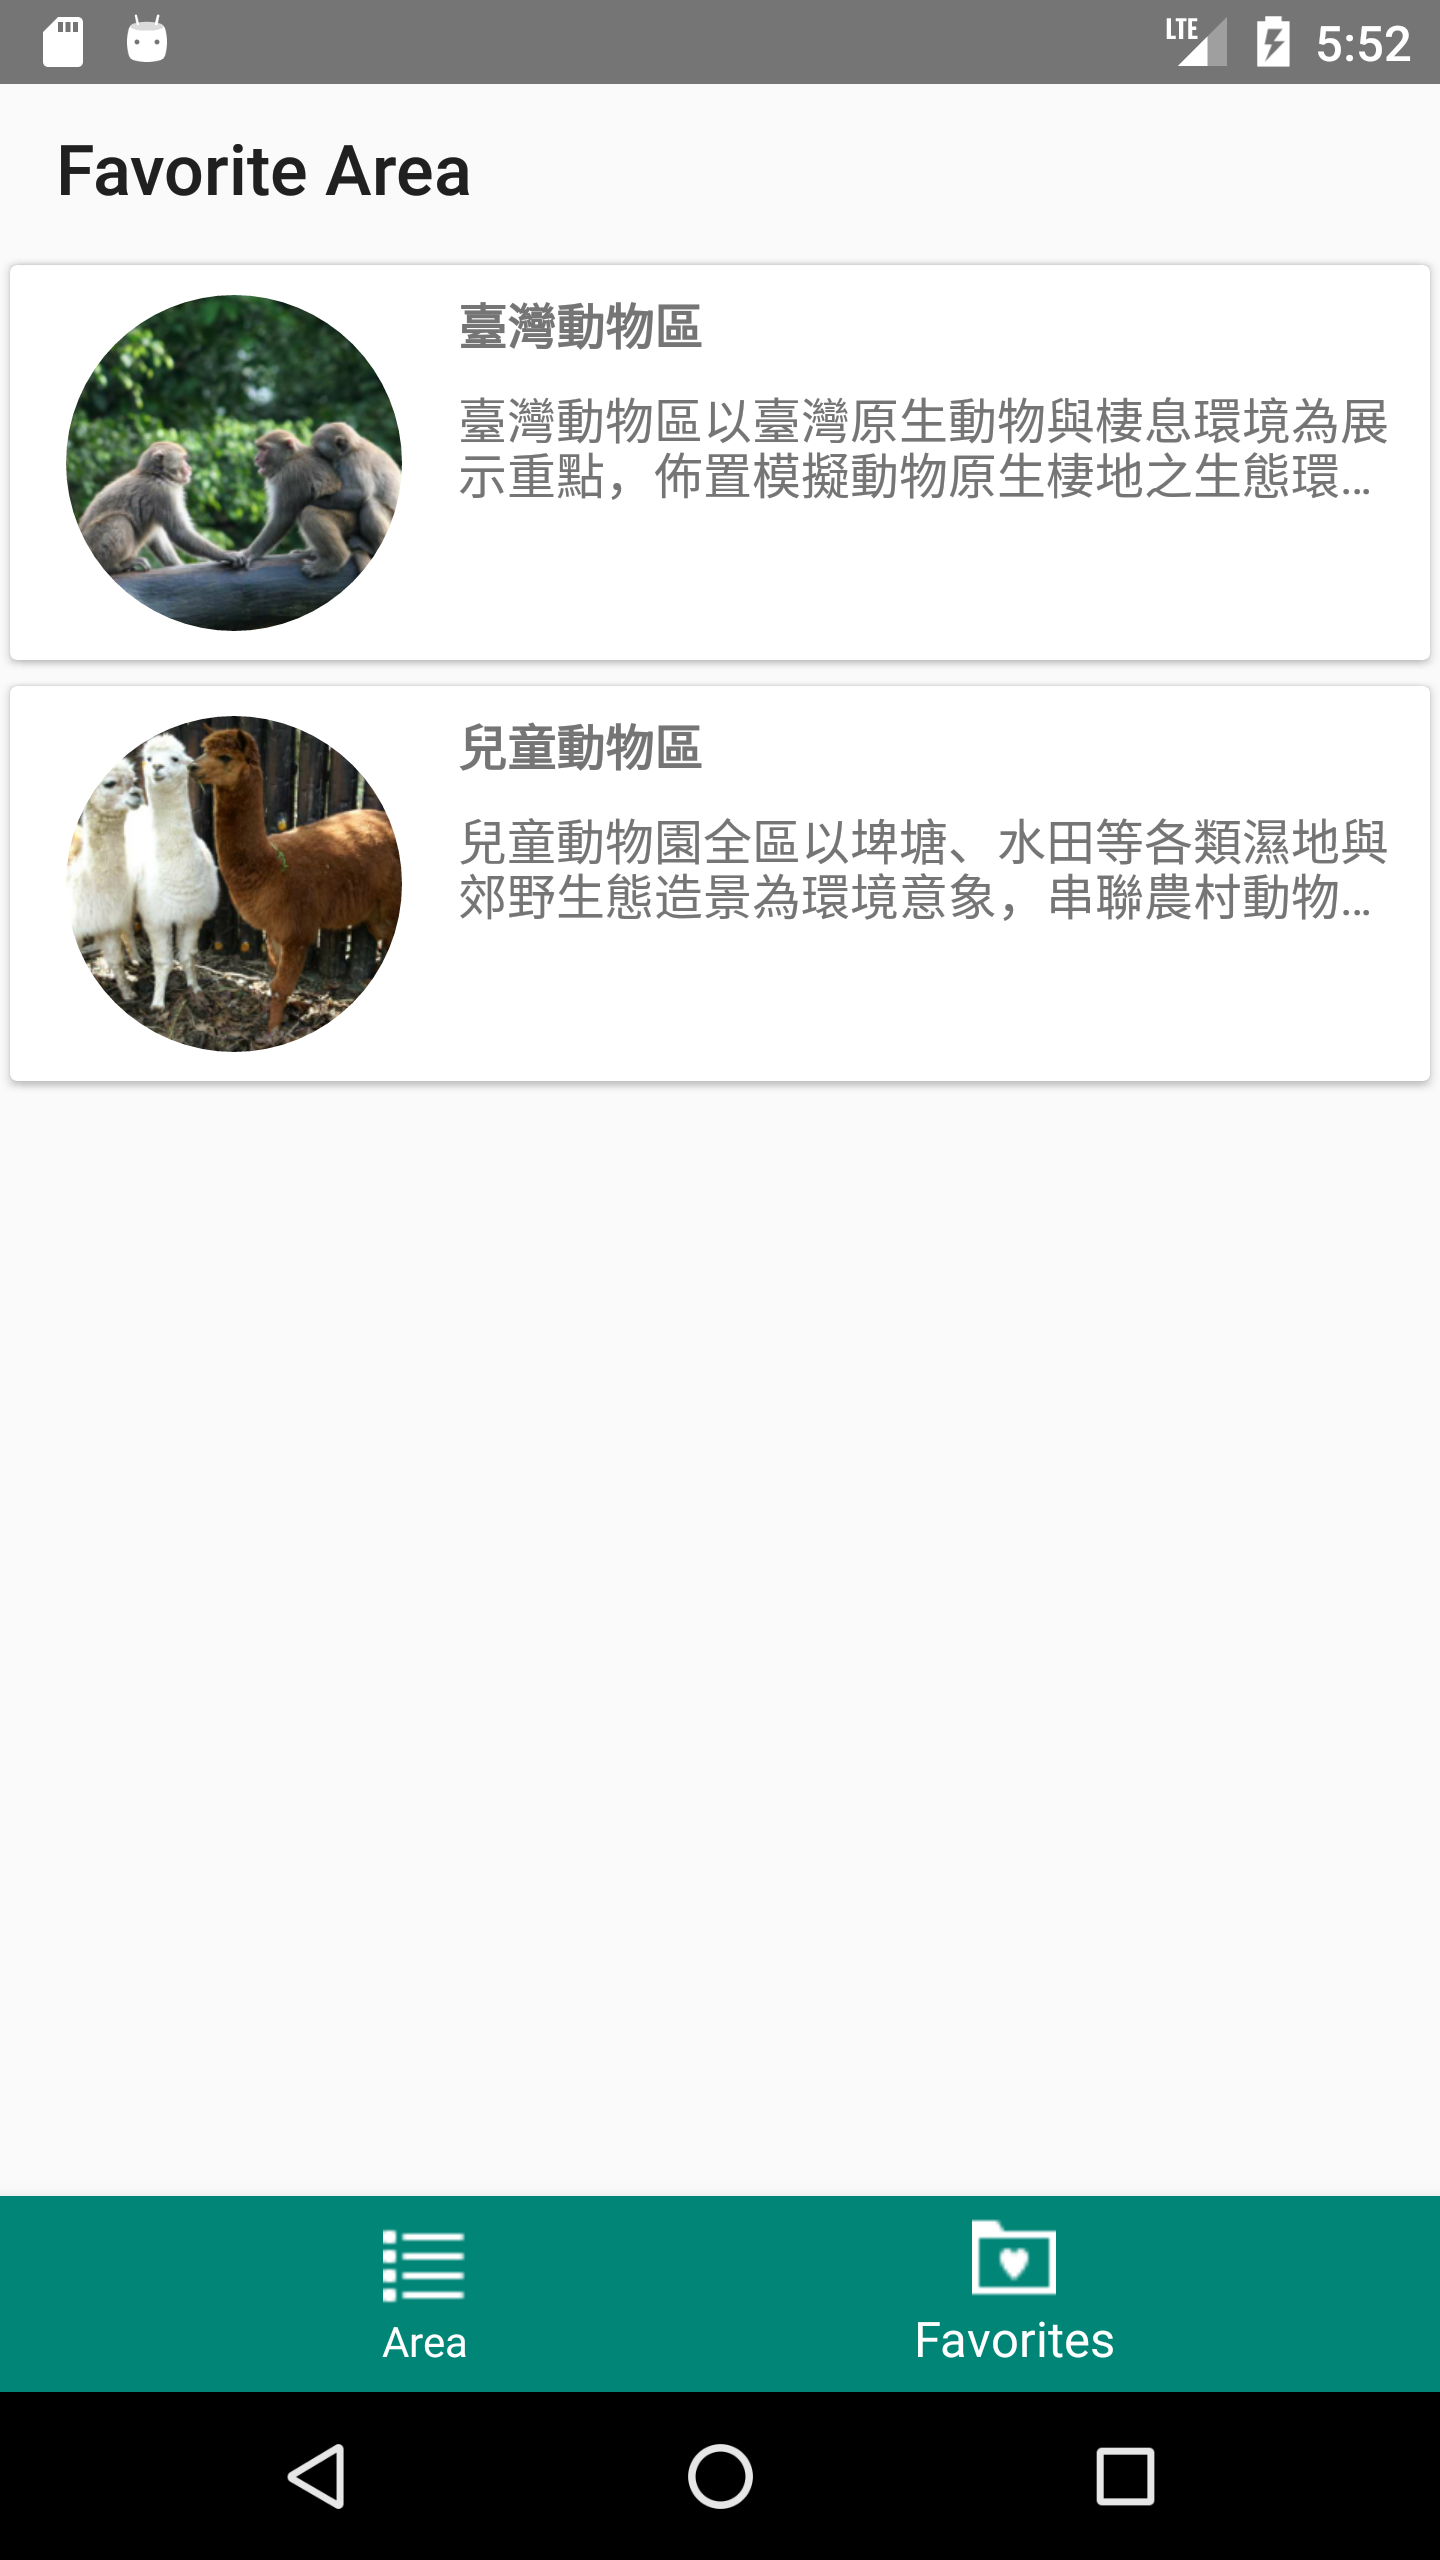 LTE 5:52
Favorite Area
臺灣動物區
臺灣動物區以臺灣原生動物與棲息環境為展
示重點，佈置模擬動物原生棲地之生態環...
兒童動物區
兒童動物園全區以埤塘、水田等各類濕地與
郊野生態造景為環境意象，串聯農村動物...
Area
Favorites